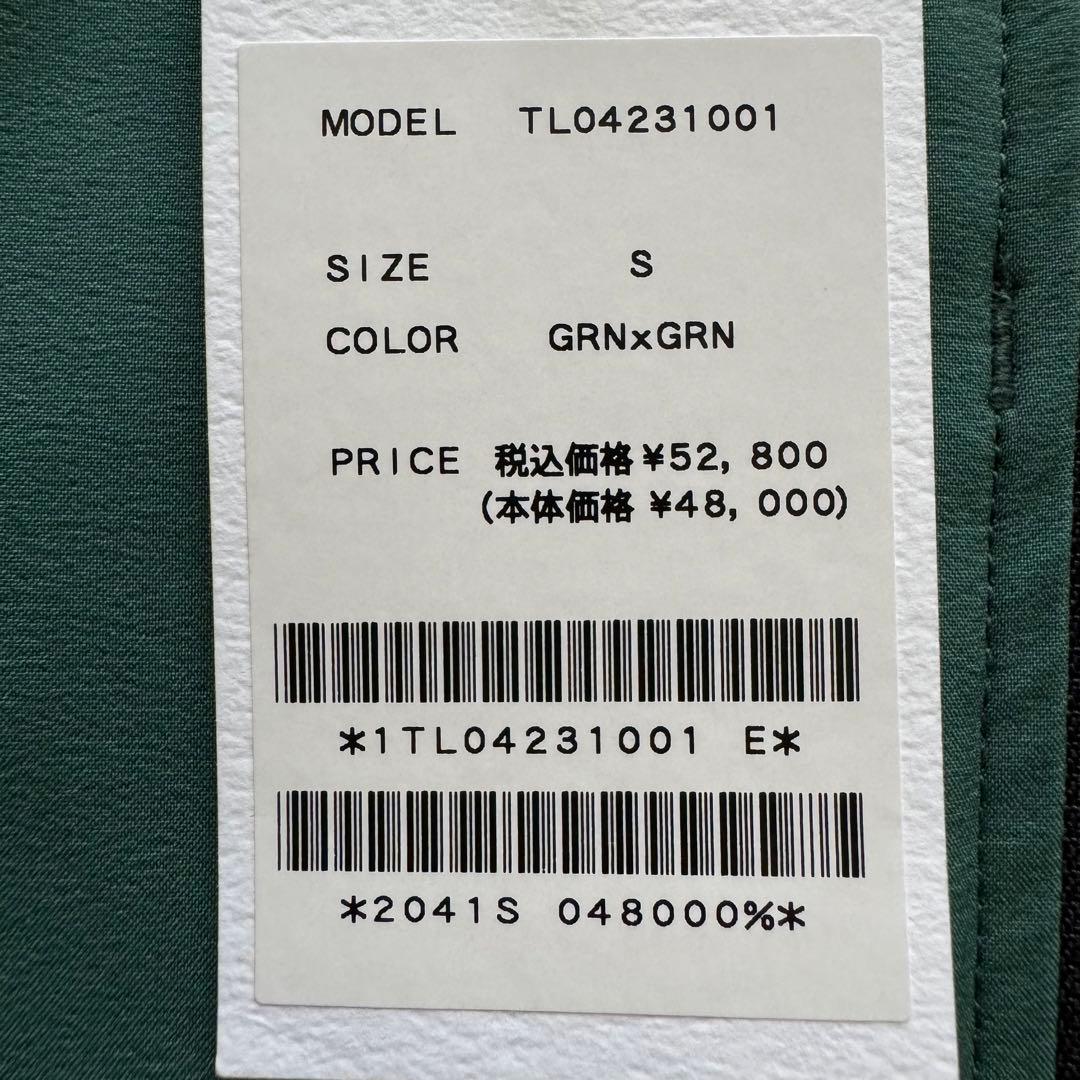 MODEL TL04231001
SIZE S
COLOR GRNxGRN
PRICE 税込価格 ¥52, 800
(本体価格 ¥48, 000)
*1TL04231001 E*
*2041S 048000%*